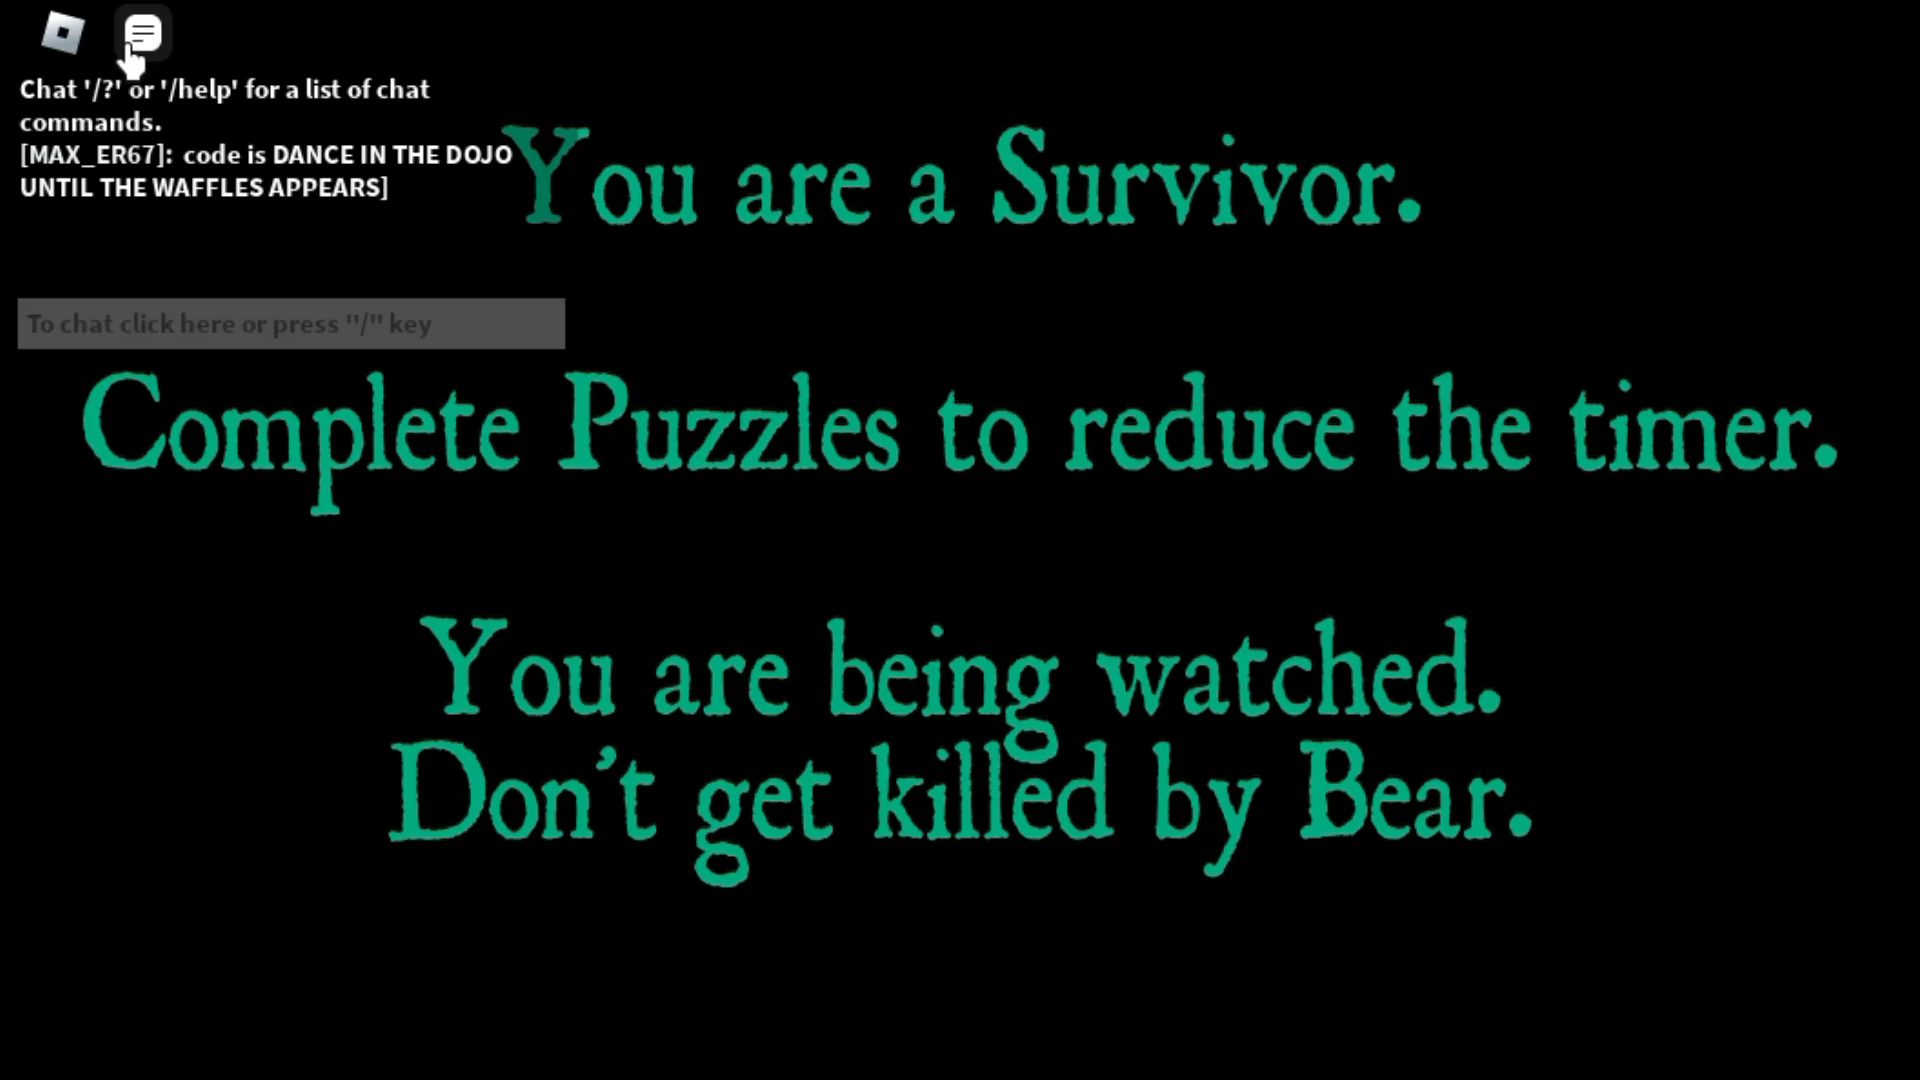 Chat '/?' or '/help' for a list of chat
commands.
[MAX_ER67]: code is DANCE IN THE DOJO
UNTIL THE WAFFLES APPEARS]
You are a Survivor.
To chat click here or press "/" key
Complete Puzzles to reduce the timer.
You are being watched.
Don't get killed by Bear.